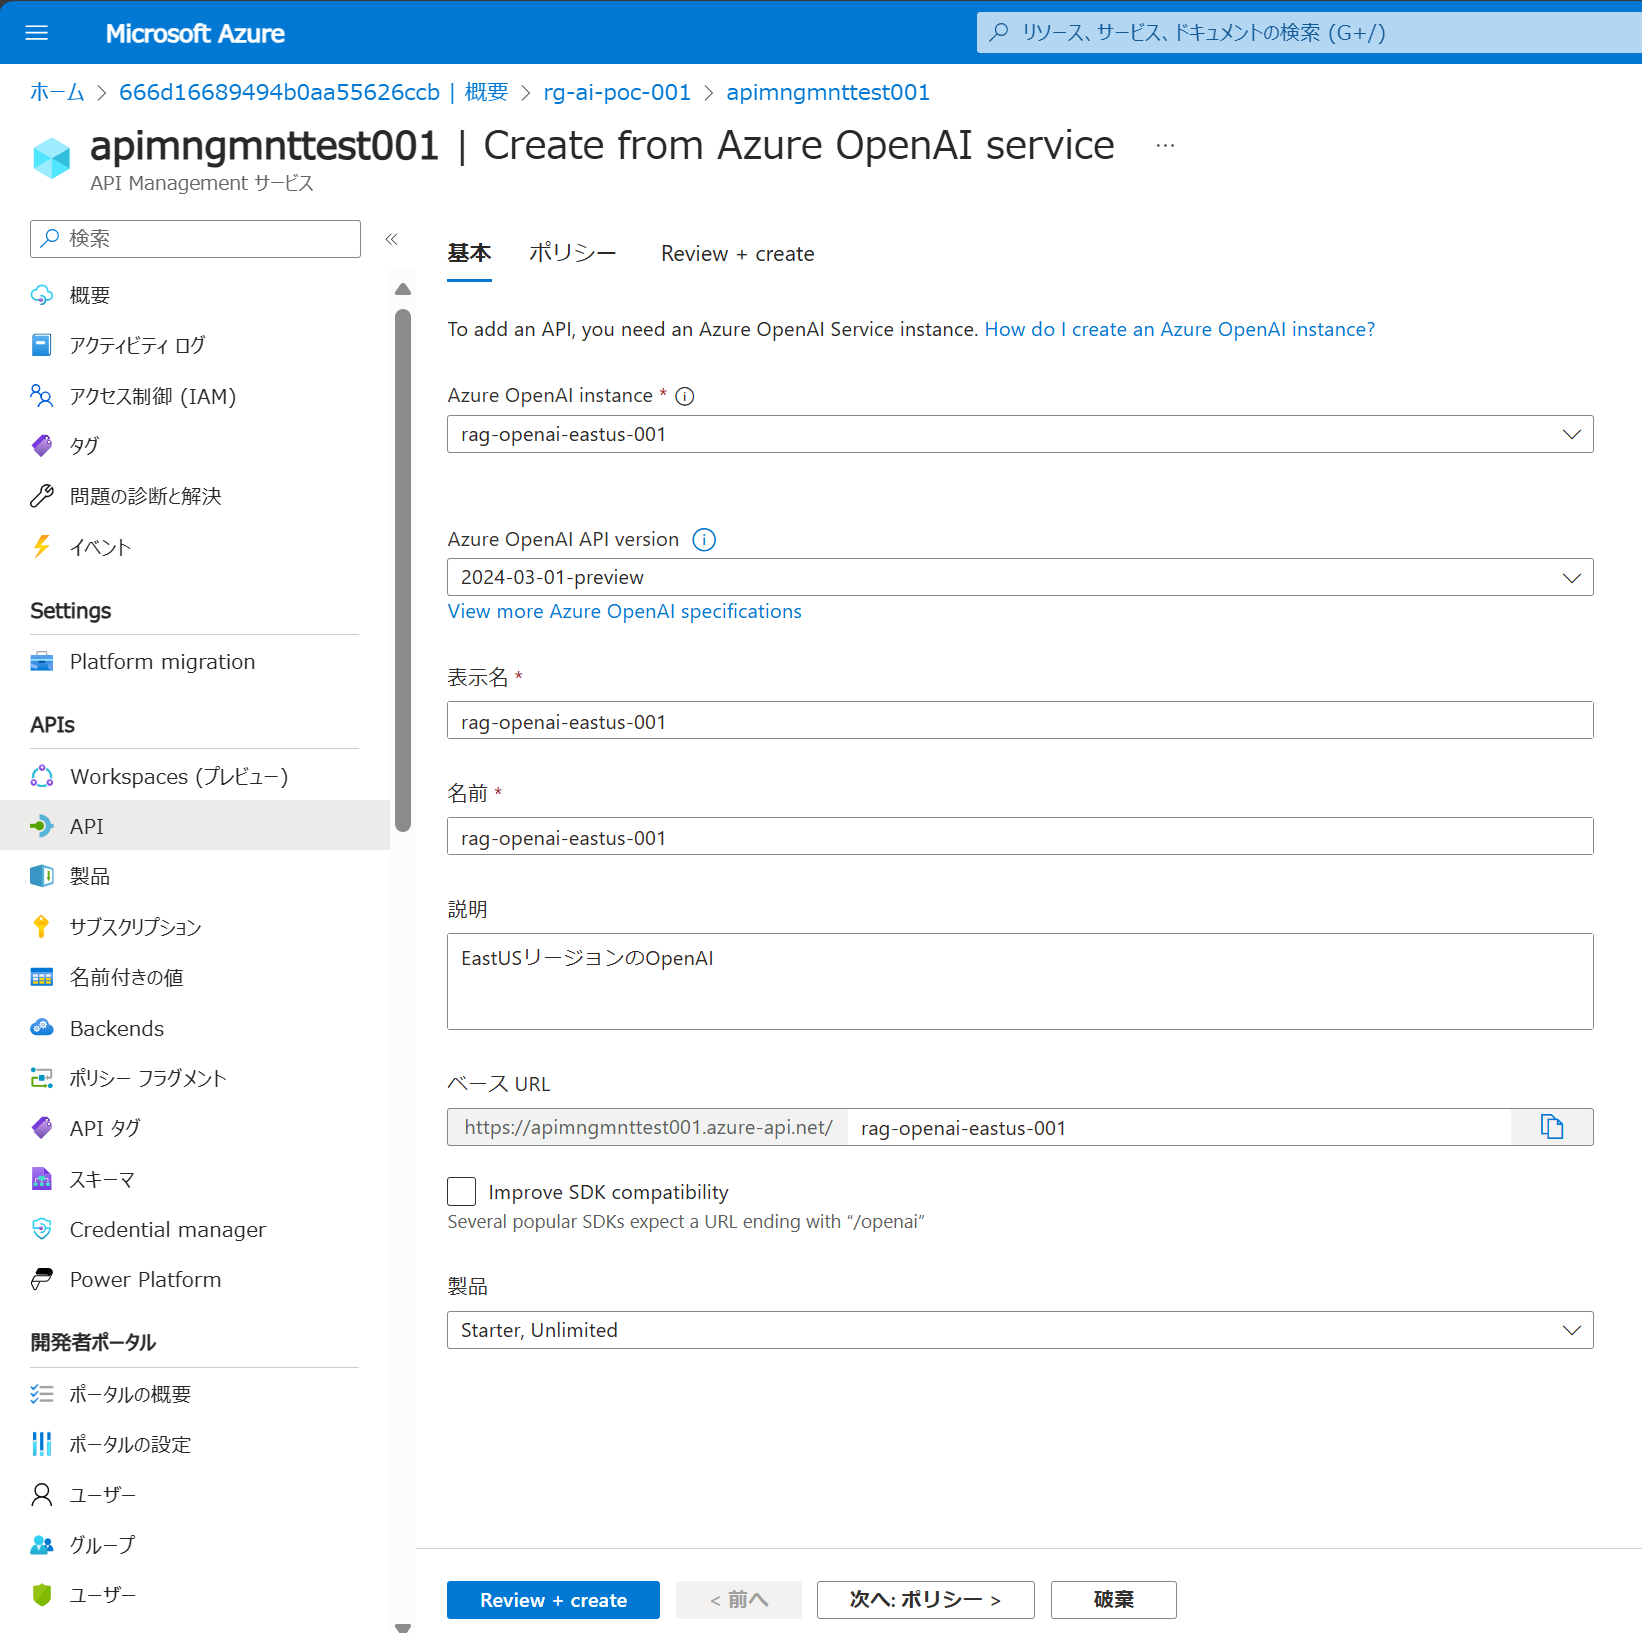 Microsoft Azure
リソース、サービス、ドキュメントの検索 (G+/)
ホーム > 666d16689494b0aa55626ccb | 概要 > rg-ai-poc-001 > apimngmnttest001
apimngmnttest001 | Create from Azure OpenAI service ...
API Management サービス
検索
«
概要
アクティビティ ログ
アクセス制御 (IAM)
タグ
問題の診断と解決
イベント
Settings
Platform migration
APIs
Workspaces (プレビュー)
API
製品
サブスクリプション
名前付きの値
Backends
ポリシー フラグメント
API タグ
スキーマ
Credential manager
Power Platform
開発者ポータル
ポータルの概要
ポータルの設定
ユーザー
グループ
ユーザー
基本 ポリシー Review + create
To add an API, you need an Azure OpenAI Service instance. How do I create an Azure OpenAI instance?
Azure OpenAI instance *
rag-openai-eastus-001
Azure OpenAI API version
2024-03-01-preview
View more Azure OpenAI specifications
表示名 *
rag-openai-eastus-001
名前 *
rag-openai-eastus-001
説明
EastUSリージョンのOpenAI
ベース URL
https://apimngmnttest001.azure-api.net/ rag-openai-eastus-001
Improve SDK compatibility
Several popular SDKs expect a URL ending with “/openai”
製品
Starter, Unlimited
Review + create < 前へ 次へ: ポリシー > 破棄